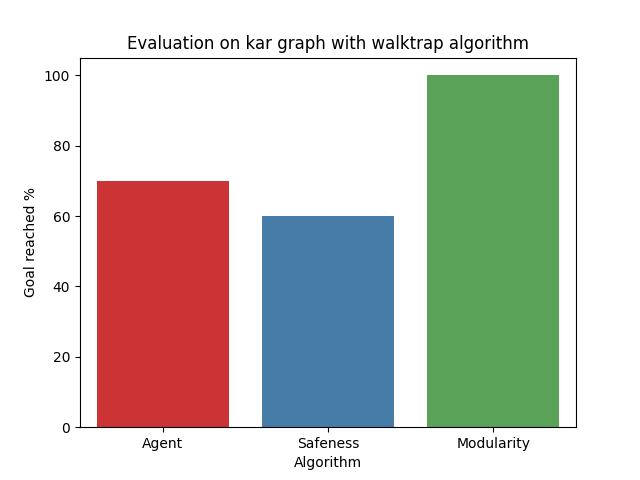 Evaluation on kar graph with walktrap algorithm
Goal reached %
100
80
60
40
20
0
Agent Safeness Modularity
Algorithm